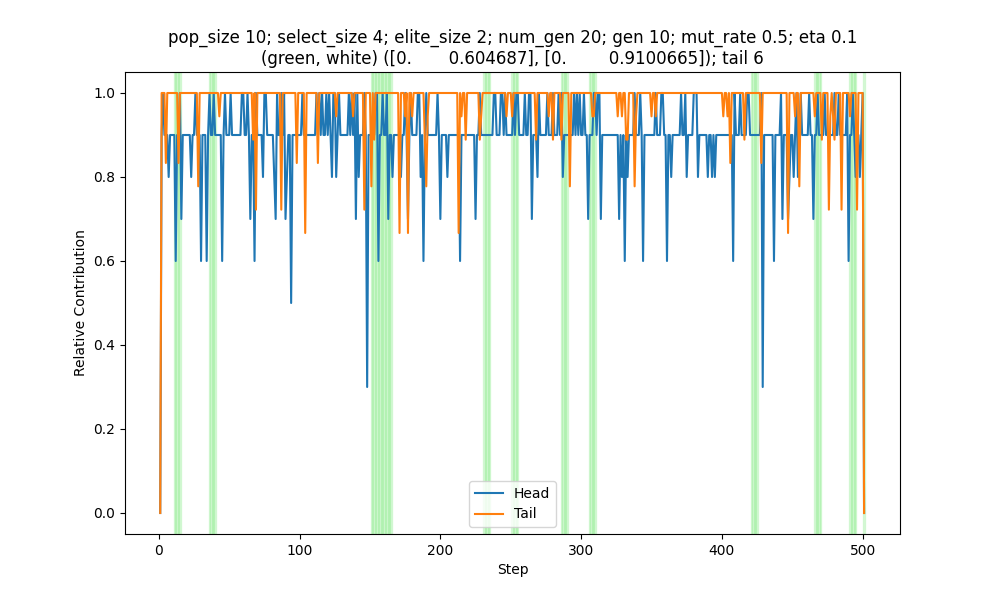 pop_size 10; select_size 4; elite_size 2; num_gen 20; gen 10; mut_rate 0.5; eta 0.1
(green, white) ([0.       0.604687], [0.        0.9100665]); tail 6
1.0
0.8
0.6
0.4
0.2
0.0
Relative Contribution
Head
Tail
0
100
200
300
400
500
Step